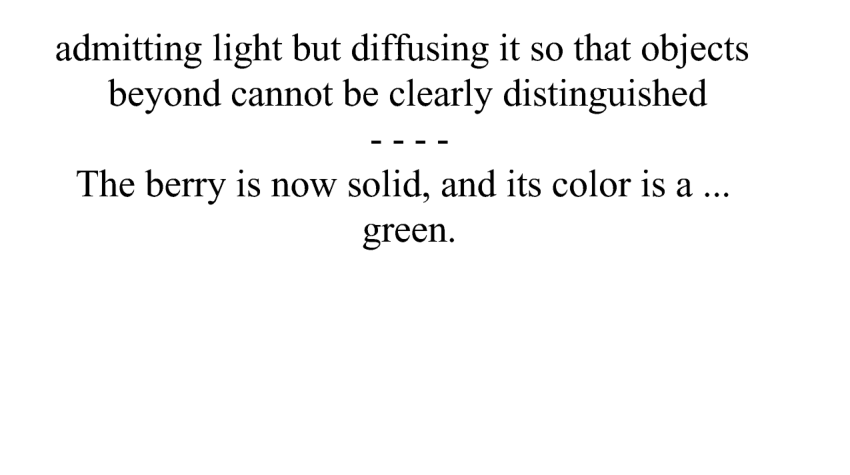 admitting light but diffusing it so that objects
beyond cannot be clearly distinguished
- - - -
The berry is now solid, and its color is a ...
green.